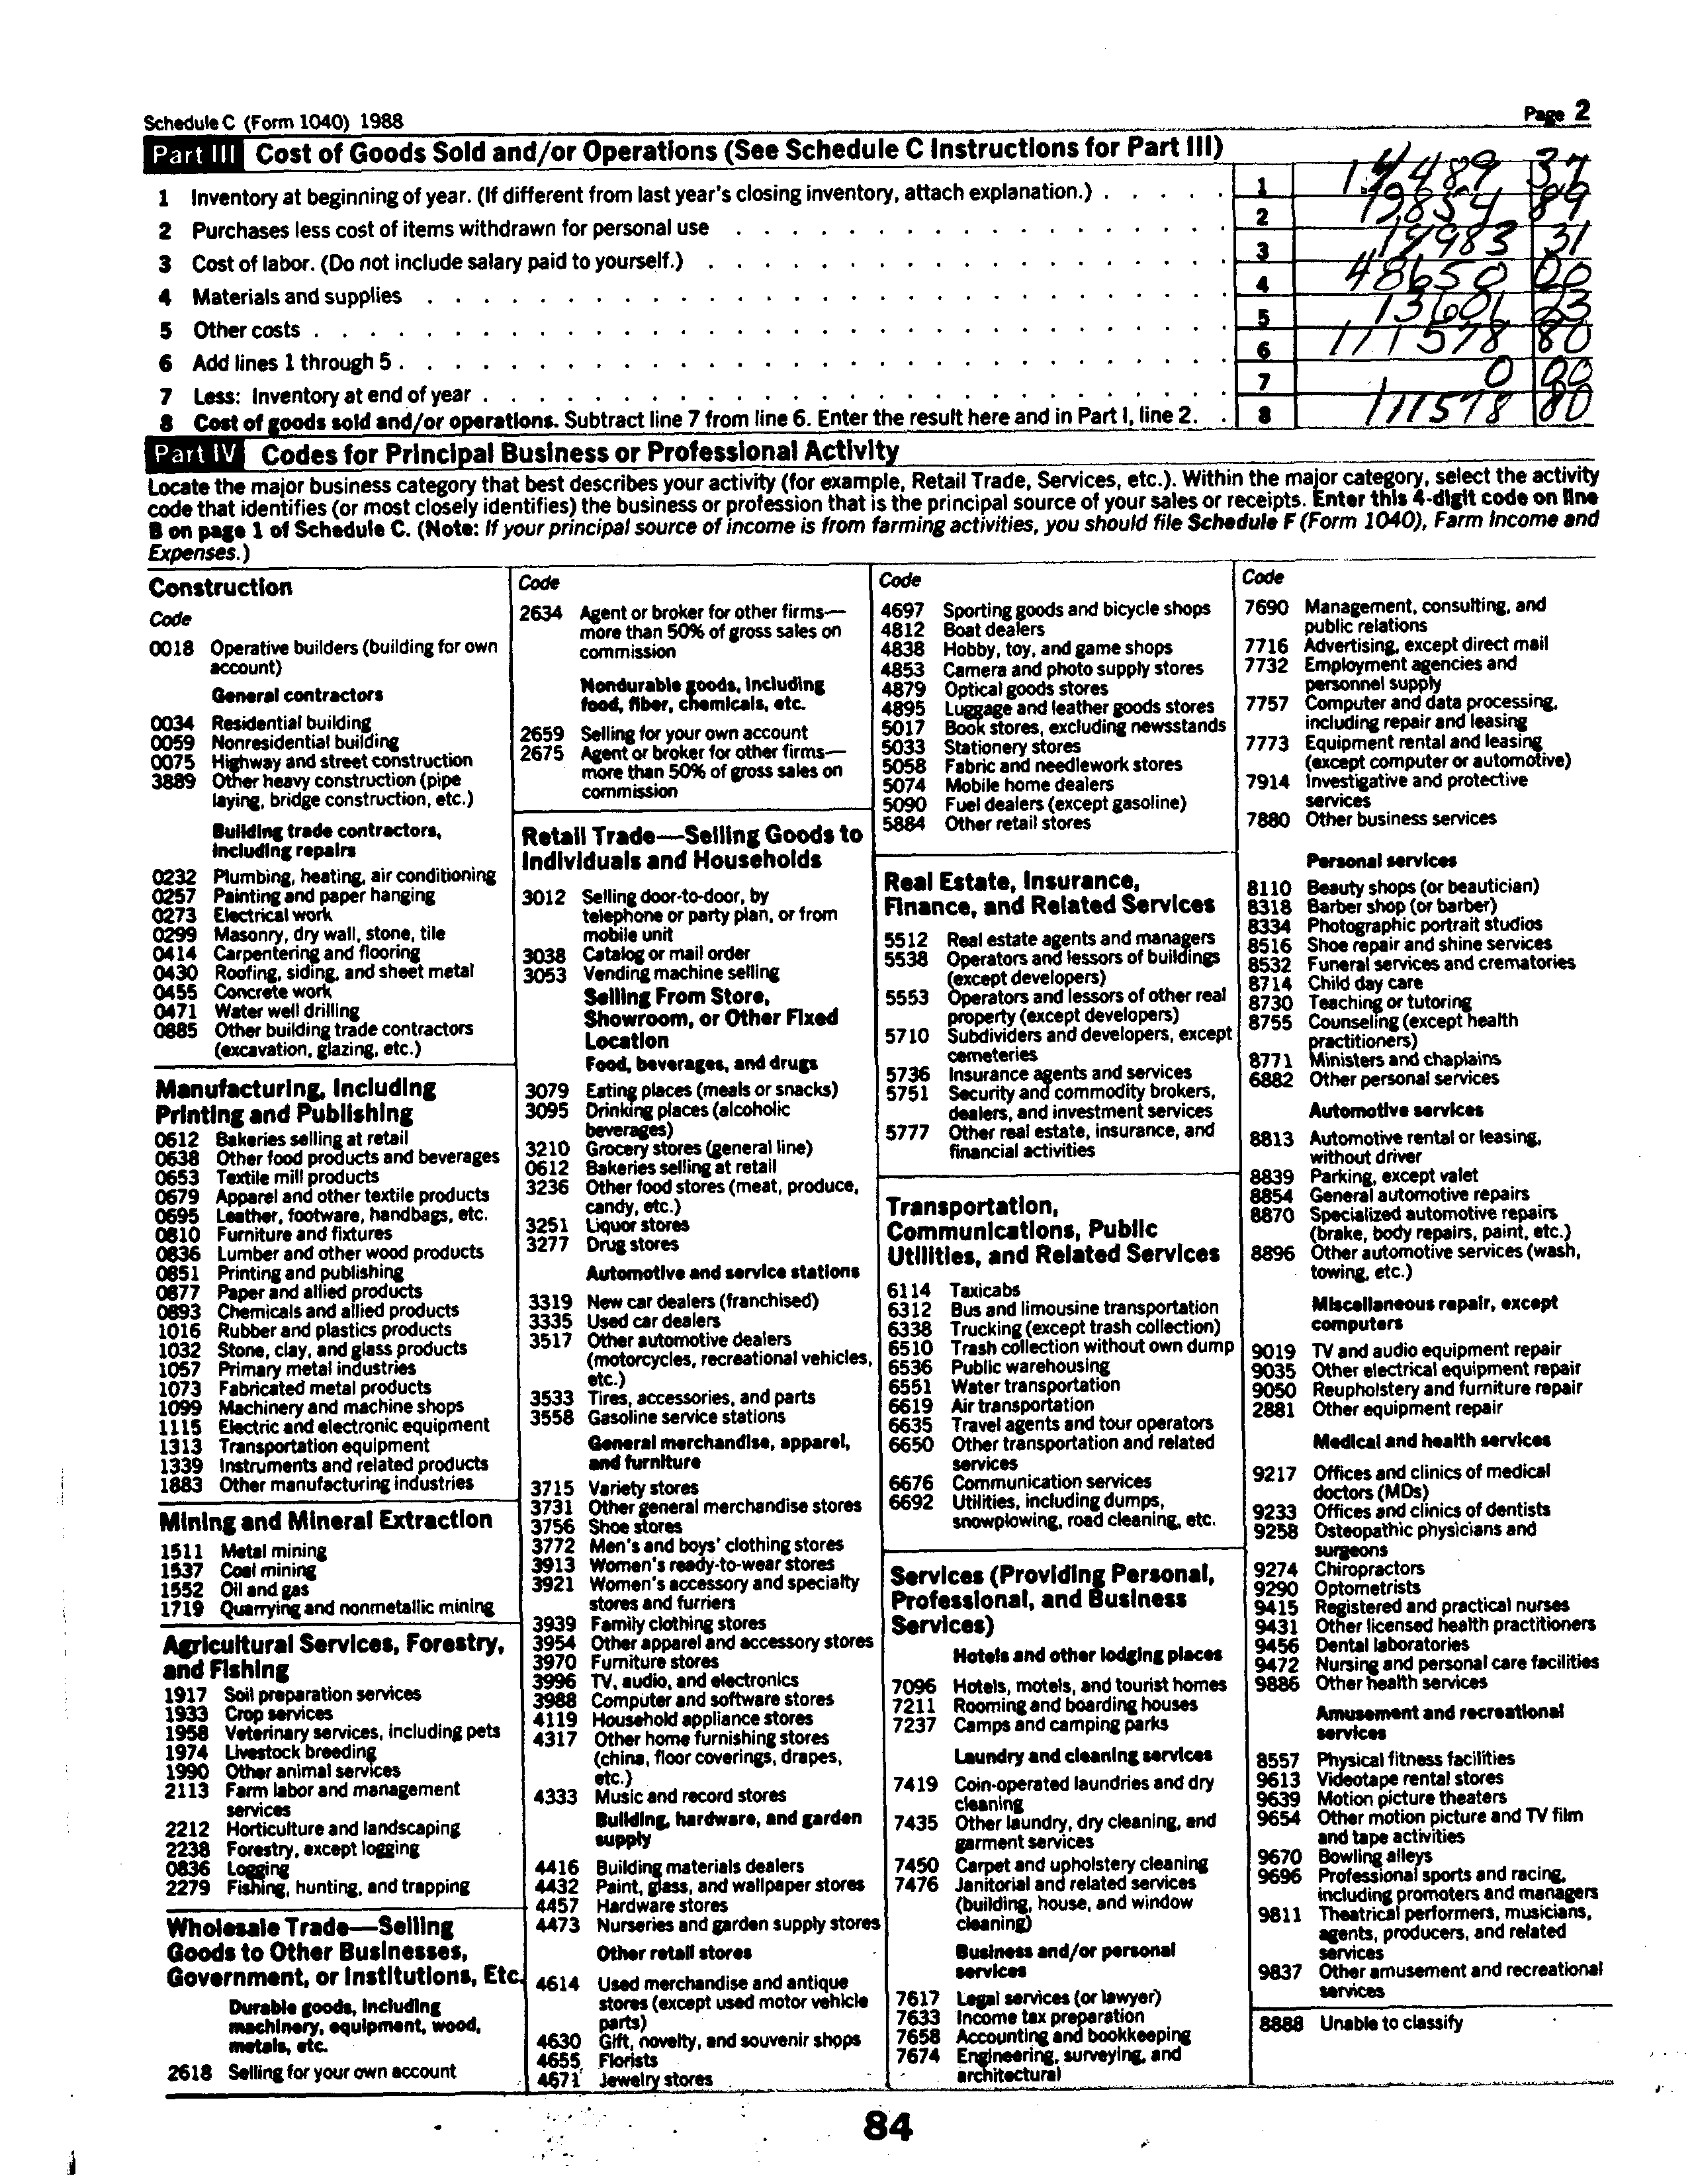 Schedule C (Form 1040) 1988 Page 2
Part III Cost of Goods Sold and/or Operations (See Schedule C Instructions for Part III)
1 Inventory at beginning of year. (If different from last year's closing inventory, attach explanation.) . . . . . 1 14489 37
2 Purchases less cost of items withdrawn for personal use 2 19854 89
3 Cost of labor. (Do not include salary paid to yourself.) 3 14983 31
4 Materials and supplies 4 48650 00
5 Other costs 5 13601 23
6 Add lines 1 through 5 6 111578 80
7 Less: Inventory at end of year 7 0 00
8 Cost of goods sold and/or operations. Subtract line 7 from line 6. Enter the result here and in Part I, line 2. . 8 111578 80
Part IV Codes for Principal Business or Professional Activity
Locate the major business category that best describes your activity (for example, Retail Trade, Services, etc.). Within the major category, select the activity
code that identifies (or most closely identifies) the business or profession that is the principal source of your sales or receipts. Enter this 4-digit code on line
B on page 1 of Schedule C. (Note: If your principal source of income is from farming activities, you should file Schedule F (Form 1040), Farm Income and
Expenses.)
Construction
Code
0018 Operative builders (building for own
account)
General contractors
0034 Residential building
0059 Nonresidential building
0075 Highway and street construction
3889 Other heavy construction (pipe
laying, bridge construction, etc.)
Building trade contractors,
including repairs
0232 Plumbing, heating, air conditioning
0257 Painting and paper hanging
0273 Electrical work
0299 Masonry, dry wall, stone, tile
0414 Carpentering and flooring
0430 Roofing, siding, and sheet metal
0455 Concrete work
0471 Water well drilling
0885 Other building trade contractors
(excavation, glazing, etc.)
Manufacturing, Including
Printing and Publishing
0612 Bakeries selling at retail
0638 Other food products and beverages
0653 Textile mill products
0679 Apparel and other textile products
0695 Leather, footware, handbags, etc.
0810 Furniture and fixtures
0836 Lumber and other wood products
0851 Printing and publishing
0877 Paper and allied products
0893 Chemicals and allied products
1016 Rubber and plastics products
1032 Stone, clay, and glass products
1057 Primary metal industries
1073 Fabricated metal products
1099 Machinery and machine shops
1115 Electric and electronic equipment
1313 Transportation equipment
1339 Instruments and related products
1883 Other manufacturing industries
Mining and Mineral Extraction
1511 Metal mining
1537 Coal mining
1552 Oil and gas
1719 Quarrying and nonmetallic mining
Agricultural Services, Forestry,
and Fishing
1917 Soil preparation services
1933 Crop services
1958 Veterinary services, including pets
1974 Livestock breeding
1990 Other animal services
2113 Farm labor and management
services
2212 Horticulture and landscaping
2238 Forestry, except logging
0836 Logging
2279 Fishing, hunting, and trapping
Wholesale Trade—Selling
Goods to Other Businesses,
Government, or Institutions, Etc.
Durable goods, including
machinery, equipment, wood,
metals, etc.
2618 Selling for your own account
Code
2634 Agent or broker for other firms—
more than 50% of gross sales on
commission
Nondurable goods, including
food, fiber, chemicals, etc.
2659 Selling for your own account
2675 Agent or broker for other firms—
more than 50% of gross sales on
commission
Retail Trade—Selling Goods to
Individuals and Households
3012 Selling door-to-door, by
telephone or party plan, or from
mobile unit
3038 Catalog or mail order
3053 Vending machine selling
Selling From Store,
Showroom, or Other Fixed
Location
Food, beverages, and drugs
3079 Eating places (meals or snacks)
3095 Drinking places (alcoholic
beverages)
3210 Grocery stores (general line)
0612 Bakeries selling at retail
3236 Other food stores (meat, produce,
candy, etc.)
3251 Liquor stores
3277 Drug stores
Automotive and service stations
3319 New car dealers (franchised)
3335 Used car dealers
3517 Other automotive dealers
(motorcycles, recreational vehicles,
etc.)
3533 Tires, accessories, and parts
3558 Gasoline service stations
General merchandise, apparel,
and furniture
3715 Variety stores
3731 Other general merchandise stores
3756 Shoe stores
3772 Men's and boys' clothing stores
3913 Women's ready-to-wear stores
3921 Women's accessory and specialty
stores and furriers
3939 Family clothing stores
3954 Other apparel and accessory stores
3970 Furniture stores
3996 TV, audio, and electronics
3988 Computer and software stores
4119 Household appliance stores
4317 Other home furnishing stores
(china, floor coverings, drapes,
etc.)
4333 Music and record stores
Building, hardware, and garden
supply
4416 Building materials dealers
4432 Paint, glass, and wallpaper stores
4457 Hardware stores
4473 Nurseries and garden supply stores
Other retail stores
4614 Used merchandise and antique
stores (except used motor vehicle
parts)
4630 Gift, novelty, and souvenir shops
4655 Florists
4671 Jewelry stores
Code
4697 Sporting goods and bicycle shops
4812 Boat dealers
4838 Hobby, toy, and game shops
4853 Camera and photo supply stores
4879 Optical goods stores
4895 Luggage and leather goods stores
5017 Book stores, excluding newsstands
5033 Stationery stores
5058 Fabric and needlework stores
5074 Mobile home dealers
5090 Fuel dealers (except gasoline)
5884 Other retail stores
Real Estate, Insurance,
Finance, and Related Services
5512 Real estate agents and managers
5538 Operators and lessors of buildings
(except developers)
5553 Operators and lessors of other real
property (except developers)
5710 Subdividers and developers, except
cemeteries
5736 Insurance agents and services
5751 Security and commodity brokers,
dealers, and investment services
5777 Other real estate, insurance, and
financial activities
Transportation,
Communications, Public
Utilities, and Related Services
6114 Taxicabs
6312 Bus and limousine transportation
6338 Trucking (except trash collection)
6510 Trash collection without own dump
6536 Public warehousing
6551 Water transportation
6619 Air transportation
6635 Travel agents and tour operators
6650 Other transportation and related
services
6676 Communication services
6692 Utilities, including dumps,
snowplowing, road cleaning, etc.
Services (Providing Personal,
Professional, and Business
Services)
Hotels and other lodging places
7096 Hotels, motels, and tourist homes
7211 Rooming and boarding houses
7237 Camps and camping parks
Laundry and cleaning services
7419 Coin-operated laundries and dry
cleaning
7435 Other laundry, dry cleaning, and
garment services
7450 Carpet and upholstery cleaning
7476 Janitorial and related services
(building, house, and window
cleaning)
Business and/or personal
services
7617 Legal services (or lawyer)
7633 Income tax preparation
7658 Accounting and bookkeeping
7674 Engineering, surveying, and
architectural
Code
7690 Management, consulting, and
public relations
7716 Advertising, except direct mail
7732 Employment agencies and
personnel supply
7757 Computer and data processing,
including repair and leasing
7773 Equipment rental and leasing
(except computer or automotive)
7914 Investigative and protective
services
7880 Other business services
Personal services
8110 Beauty shops (or beautician)
8318 Barber shop (or barber)
8334 Photographic portrait studios
8516 Shoe repair and shine services
8532 Funeral services and crematories
8714 Child day care
8730 Teaching or tutoring
8755 Counseling (except health
practitioners)
8771 Ministers and chaplains
6882 Other personal services
Automotive services
8813 Automotive rental or leasing,
without driver
8839 Parking, except valet
8854 General automotive repairs
8870 Specialized automotive repairs
(brake, body repairs, paint, etc.)
8896 Other automotive services (wash,
towing, etc.)
Miscellaneous repair, except
computers
9019 TV and audio equipment repair
9035 Other electrical equipment repair
9050 Reupholstery and furniture repair
2881 Other equipment repair
Medical and health services
9217 Offices and clinics of medical
doctors (MDs)
9233 Offices and clinics of dentists
9258 Osteopathic physicians and
surgeons
9274 Chiropractors
9290 Optometrists
9415 Registered and practical nurses
9431 Other licensed health practitioners
9456 Dental laboratories
9472 Nursing and personal care facilities
9886 Other health services
Amusement and recreational
services
8557 Physical fitness facilities
9613 Videotape rental stores
9639 Motion picture theaters
9654 Other motion picture and TV film
and tape activities
9670 Bowling alleys
9696 Professional sports and racing,
including promoters and managers
9811 Theatrical performers, musicians,
agents, producers, and related
services
9837 Other amusement and recreational
services
8888 Unable to classify
84